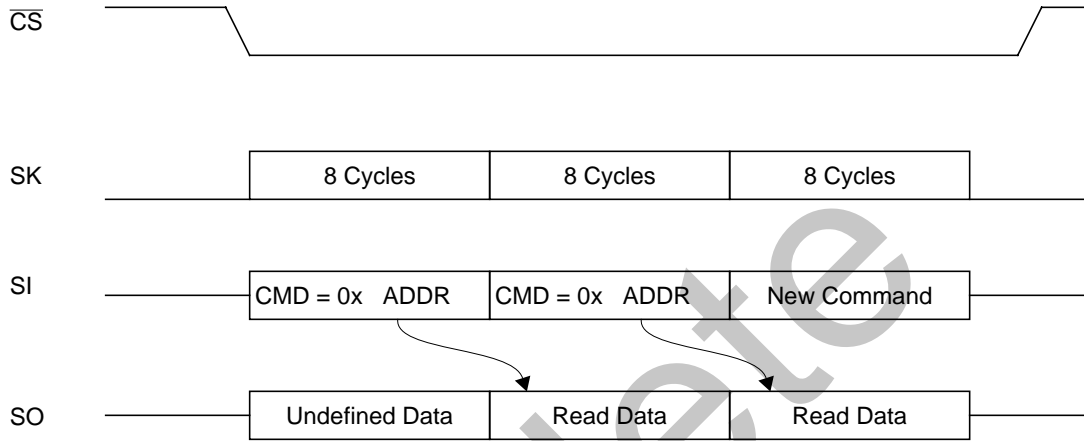 CS
SK 8 Cycles 8 Cycles 8 Cycles
SI CMD = 0x ADDR CMD = 0x ADDR New Command
SO Undefined Data Read Data Read Data